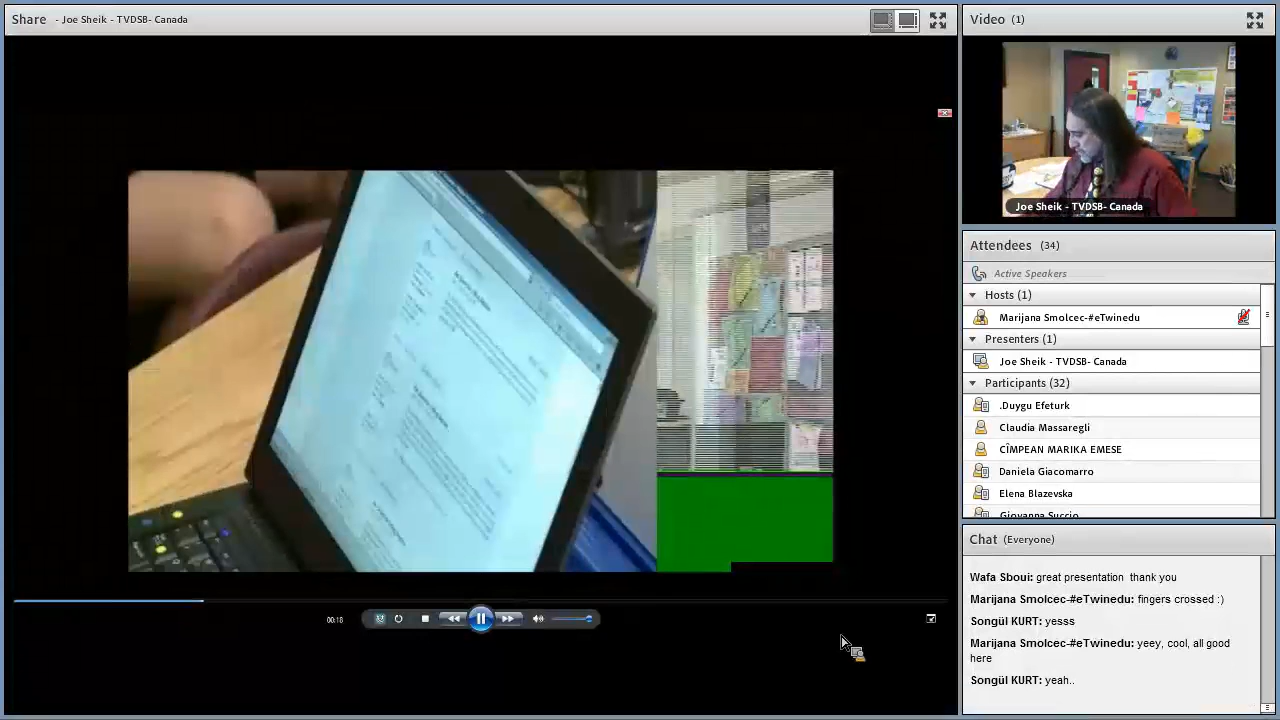 Share - Joe Sheik - TVDSB- Canada
00:18
Video (1)
Joe Sheik - TVDSB- Canada
Attendees (34)
Active Speakers
Hosts (1)
Marijana Smolcec-#eTwinedu
Presenters (1)
Joe Sheik - TVDSB- Canada
Participants (32)
.Duygu Efeturk
Claudia Massaregli
CÎMPEAN MARIKA EMESE
Daniela Giacomarro
Elena Blazevska
Giovanna Succio
Chat (Everyone)
Wafa Sboui: great presentation thank you
Marijana Smolcec-#eTwinedu: fingers crossed :)
Songül KURT: yesss
Marijana Smolcec-#eTwinedu: yeey, cool, all good
here
Songül KURT: yeah..